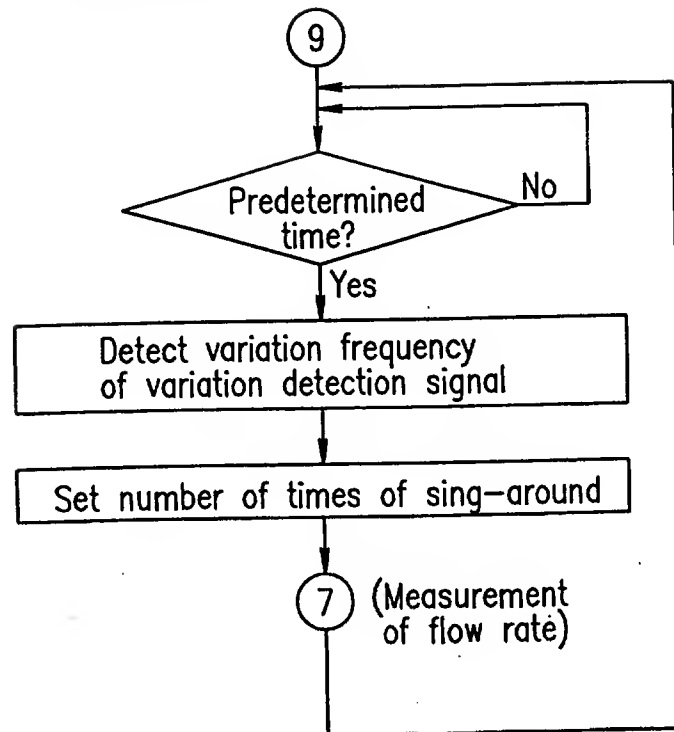 9
Predetermined
time?
No
Yes
Detect variation frequency
of variation detection signal
Set number of times of sing-around
7
(Measurement
of flow rate)